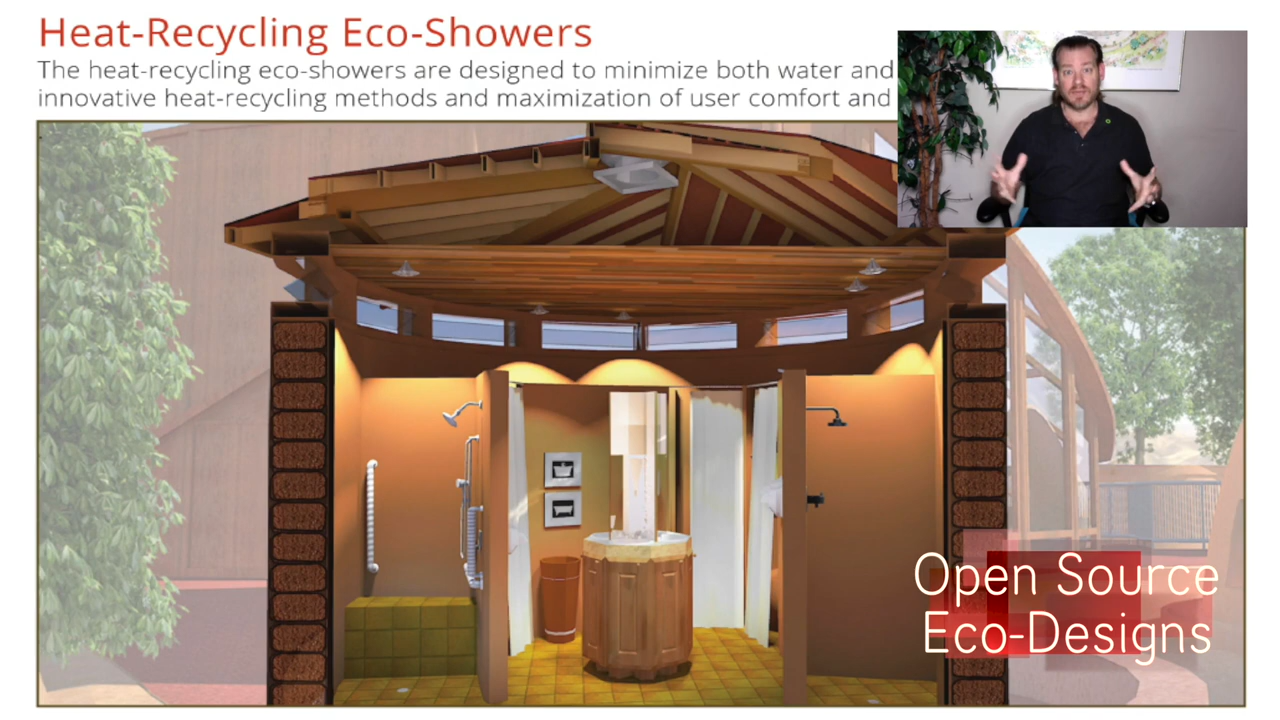 Heat-Recycling Eco-Showers
The heat-recycling eco-showers are designed to minimize both water and
innovative heat-recycling methods and maximization of user comfort and
Open Source
Eco-Designs